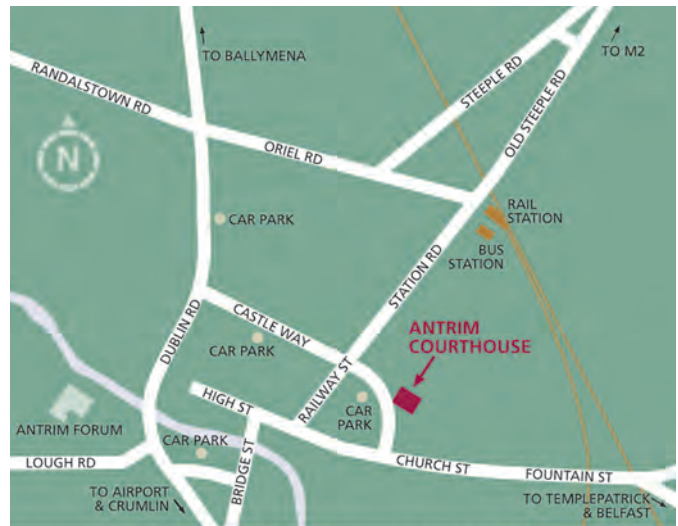 TO BALLYMENA
TO M2
RANDALSTOWN RD
STEEPLE RD
OLD STEEPLE RD
ORIEL RD
N
RAIL
STATION
CAR PARK
BUS
STATION
STATION RD
DUBLIN RD
CASTLE WAY
CAR PARK
ANTRIM
COURTHOUSE
RAILWAY ST
HIGH ST
CAR
PARK
ANTRIM FORUM
CAR PARK
BRIDGE ST
LOUGH RD
CHURCH ST
FOUNTAIN ST
TO AIRPORT
& CRUMLIN
TO TEMPLEPATRICK
& BELFAST